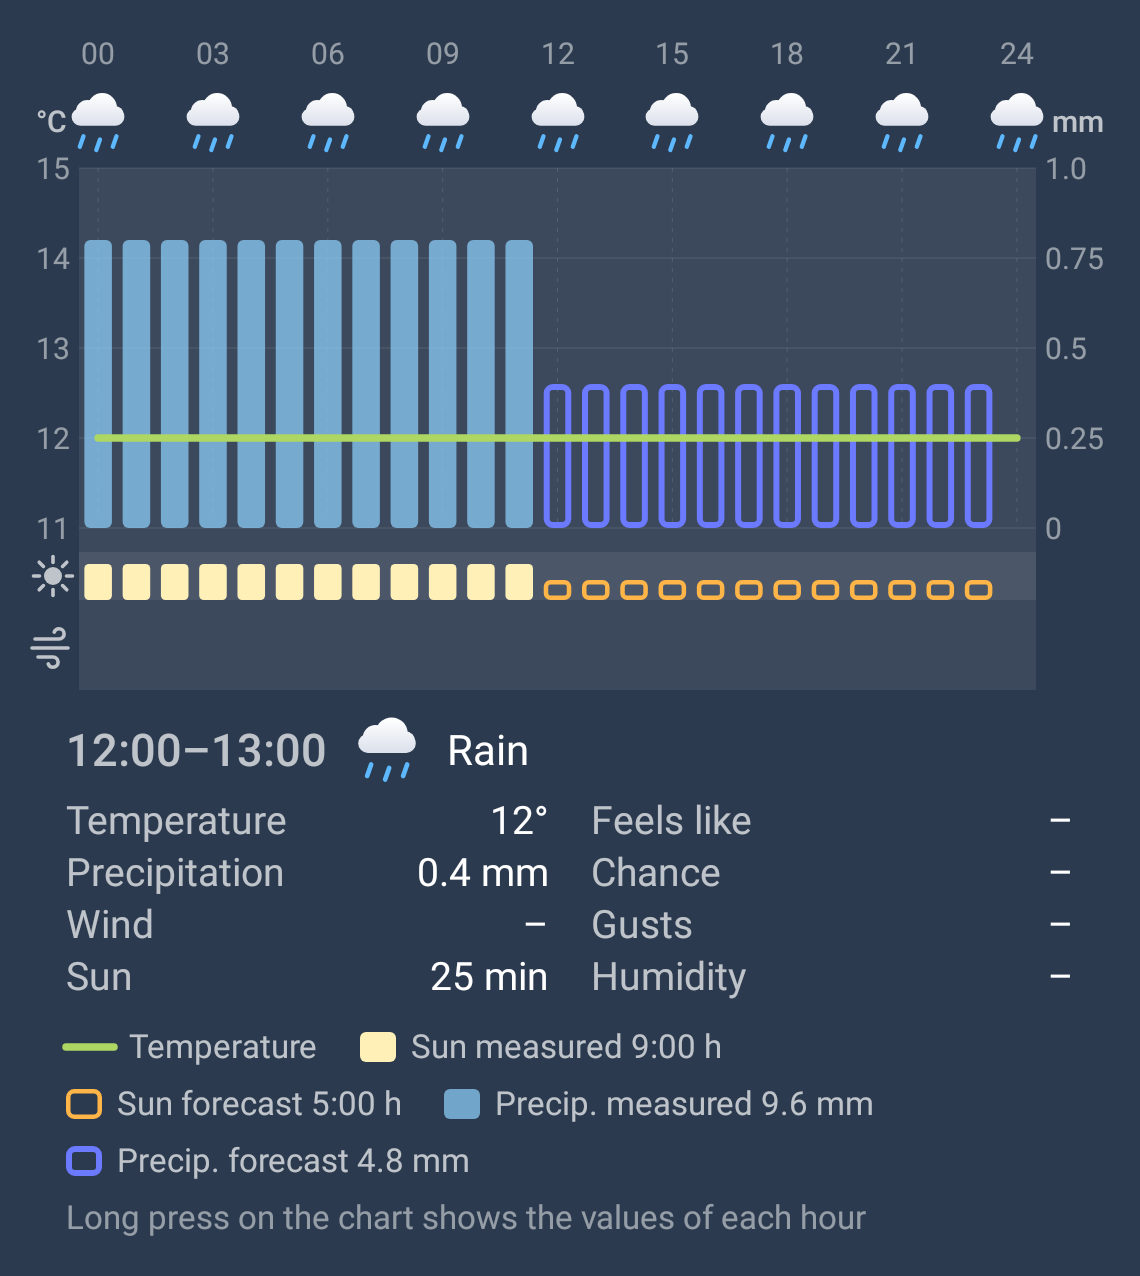 00 03 06 09 12 15 18 21 24
°C mm
15 1.0
14 0.75
13 0.5
12 0.25
11 0
12:00–13:00 Rain
Temperature 12° Feels like –
Precipitation 0.4 mm Chance –
Wind – Gusts –
Sun 25 min Humidity –
Temperature Sun measured 9:00 h
Sun forecast 5:00 h Precip. measured 9.6 mm
Precip. forecast 4.8 mm
Long press on the chart shows the values of each hour